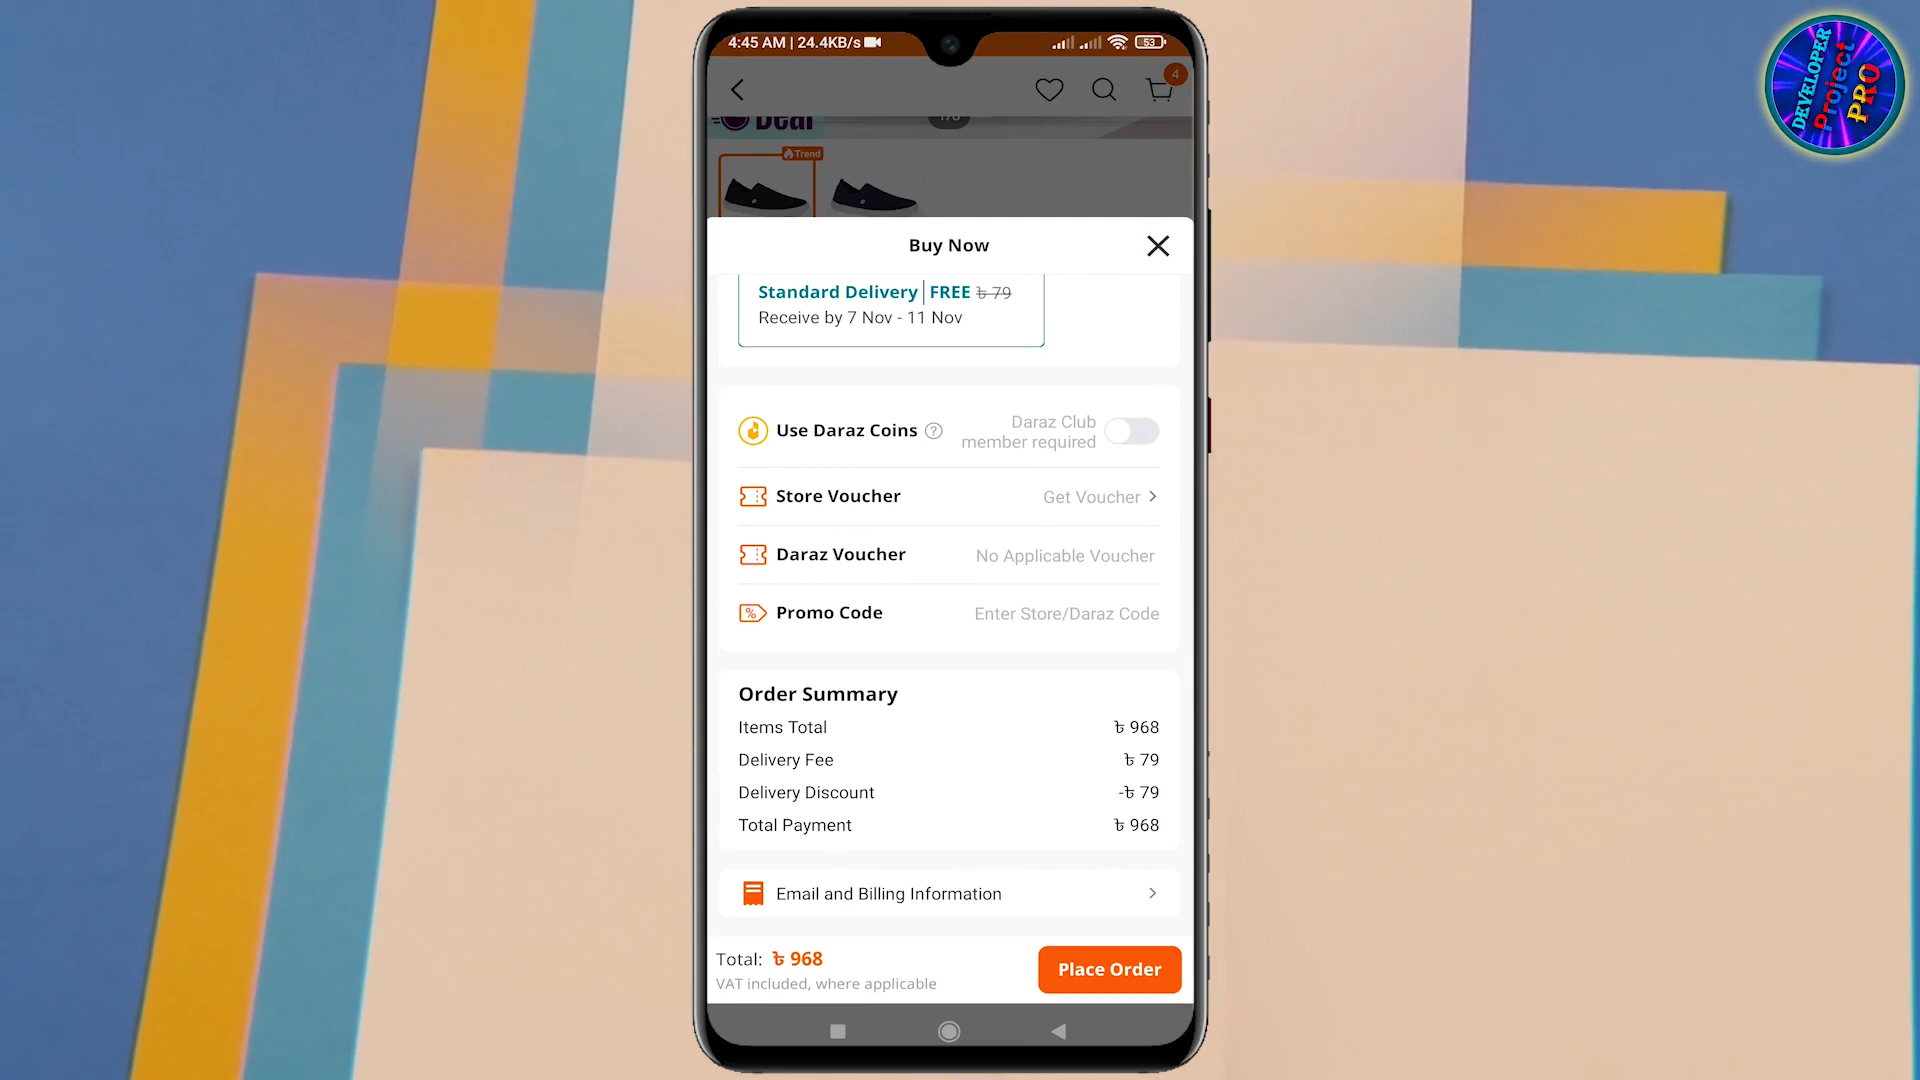 4:45 AM | 24.4KB/s
53
4
DEVELOPER
Project
PRO
Deal
Trend
Buy Now
Standard Delivery | FREE ৳ 79
Receive by 7 Nov - 11 Nov
Use Daraz Coins ?
Daraz Club
member required
Store Voucher
Get Voucher >
Daraz Voucher
No Applicable Voucher
Promo Code
Enter Store/Daraz Code
Order Summary
Items Total
৳ 968
Delivery Fee
৳ 79
Delivery Discount
-৳ 79
Total Payment
৳ 968
Email and Billing Information
Total: ৳ 968
VAT included, where applicable
Place Order